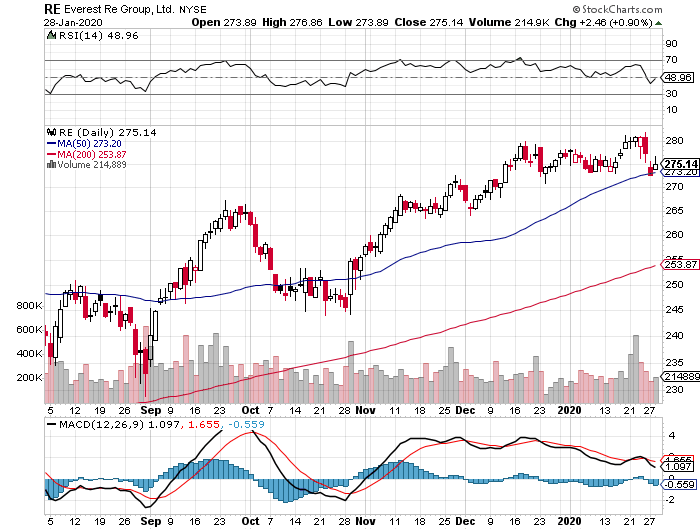 RE Everest Re Group, Ltd. NYSE © StockCharts.com
28-Jan-2020 Open 273.89 High 276.86 Low 273.89 Close 275.14 Volume 214.9K Chg +2.46 (+0.90%)
RSI(14) 48.96
90
70
48.96
30
10
RE (Daily) 275.14
MA(50) 273.20
MA(200) 253.87
Volume 214,889
280
275.14
273.20
270
265
260
255
253.87
250
245
240
235
230
800K
600K
400K
200K
214889
5 12 19 26 Sep 9 16 23 Oct 7 14 21 28 Nov 11 18 25 Dec 9 16 23 2020 13 21 27
MACD(12,26,9) 1.097, 1.655, -0.559
4
2
1.655
1.097
-0.559
-2
5 12 19 26 Sep 9 16 23 Oct 7 14 21 28 Nov 11 18 25 Dec 9 16 23 2020 13 21 27